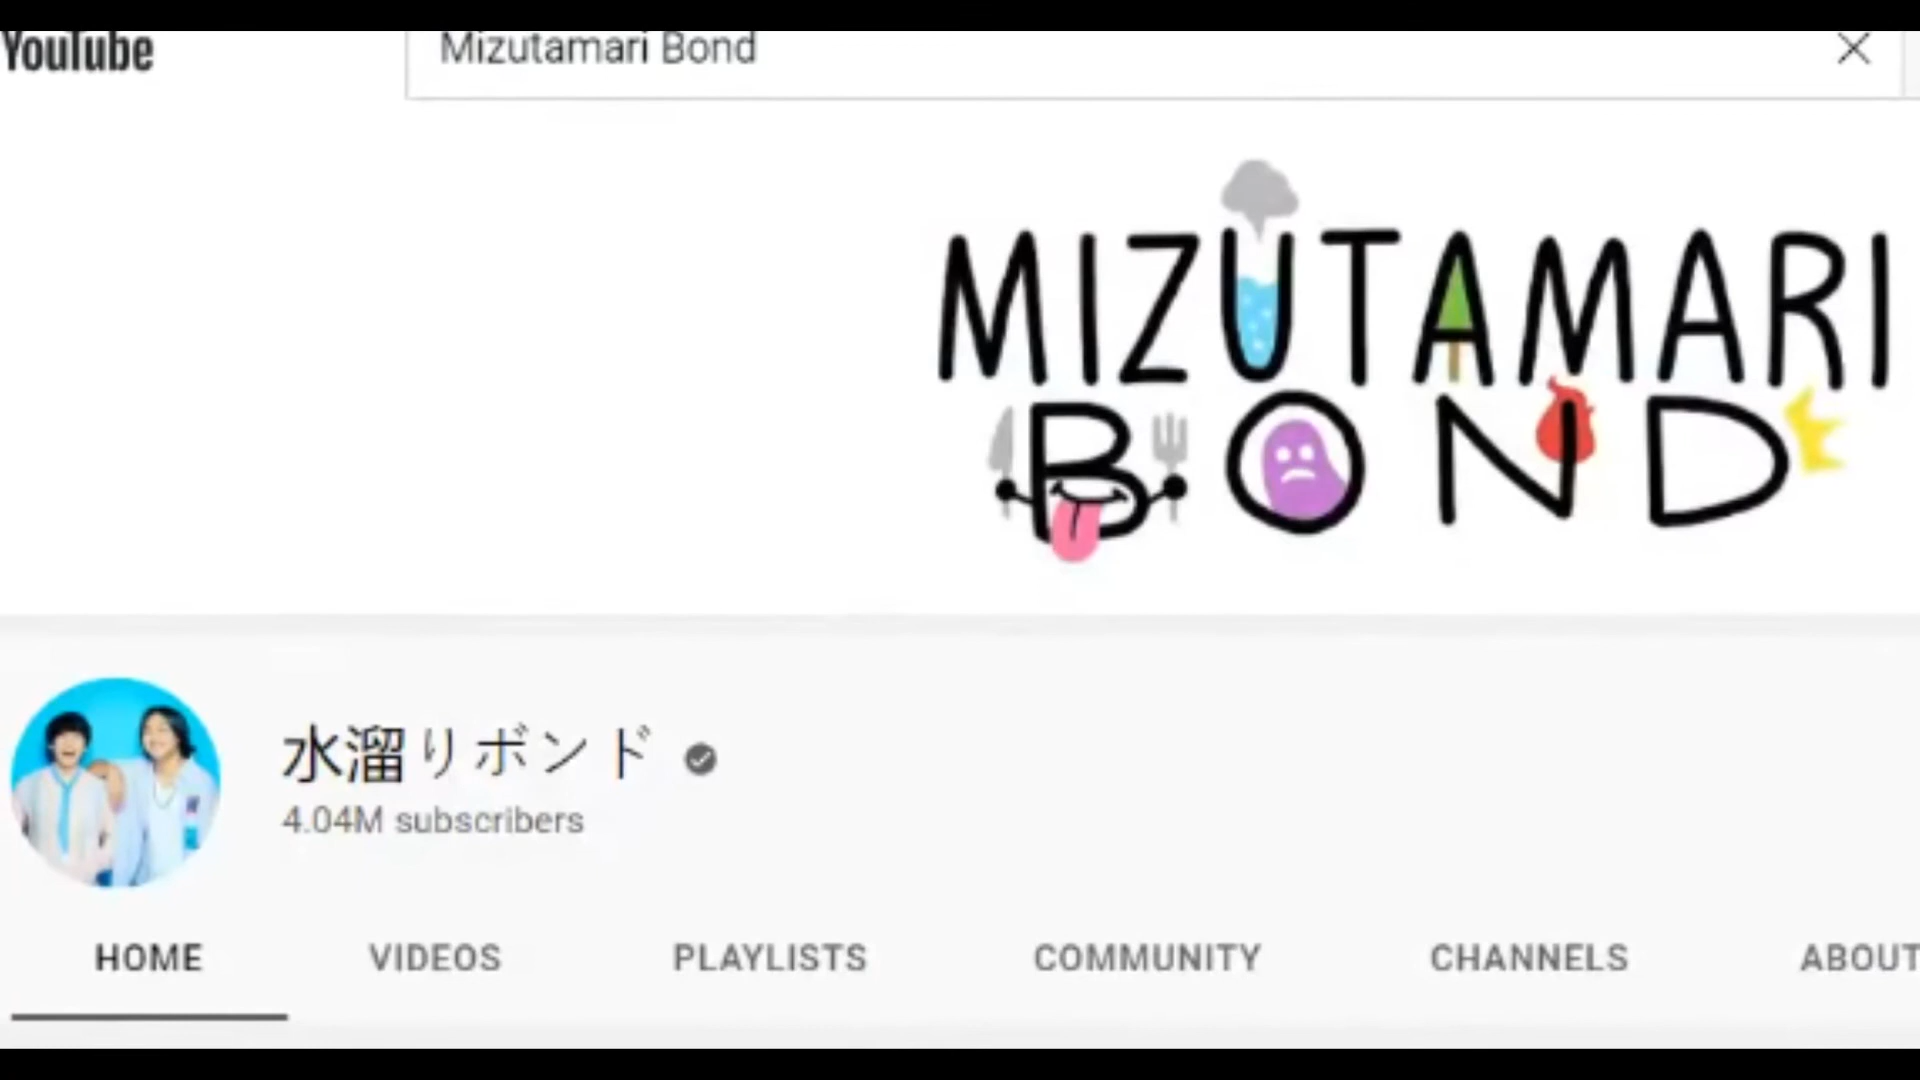 YouTube
Mizutamari Bond
MIZUTAMARI
BOND
水溜りボンド
4.04M subscribers
HOME VIDEOS PLAYLISTS COMMUNITY CHANNELS ABOUT